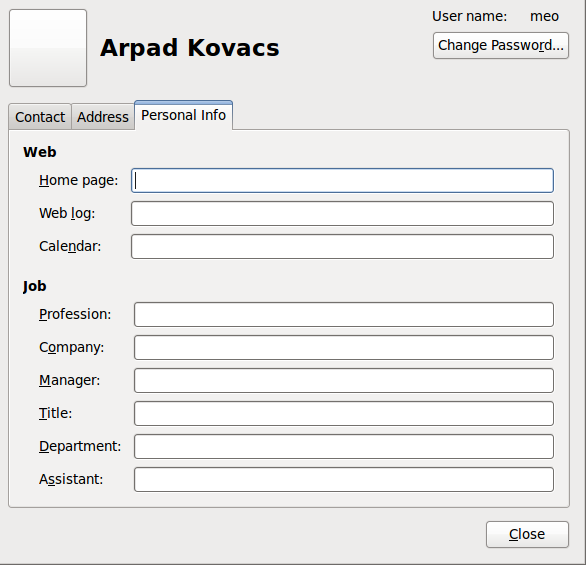 User name: meo
Arpad Kovacs
Change Password...
Contact Address Personal Info
Web
Home page:
Web log:
Calendar:
Job
Profession:
Company:
Manager:
Title:
Department:
Assistant:
Close